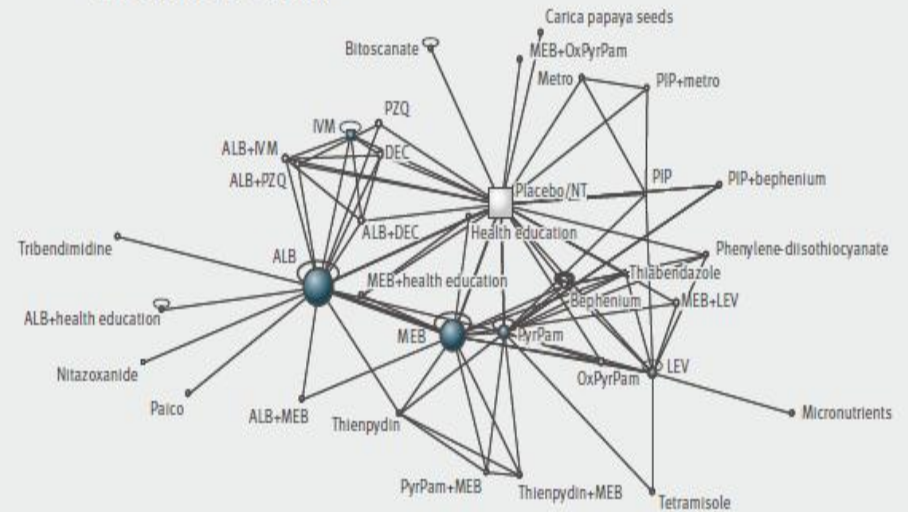 Carica papaya seeds
Bitoscanate
MEB+OxPyrPam
Metro
PIP+metro
PZQ
IVM
ALB+IVM
DEC
ALB+PZQ
PIP
PIP+bephenium
Placebo/NT
ALB+DEC
Health education
Tribendimidine
Phenylene-diisothiocyanate
ALB
Thiabendazole
MEB+health education
Bephenium
MEB+LEV
ALB+health education
MEB
PyrPam
LEV
Nitazoxanide
OxPyrPam
Paico
ALB+MEB
Thienpydin
Micronutrients
PyrPam+MEB
Thienpydin+MEB
Tetramisole